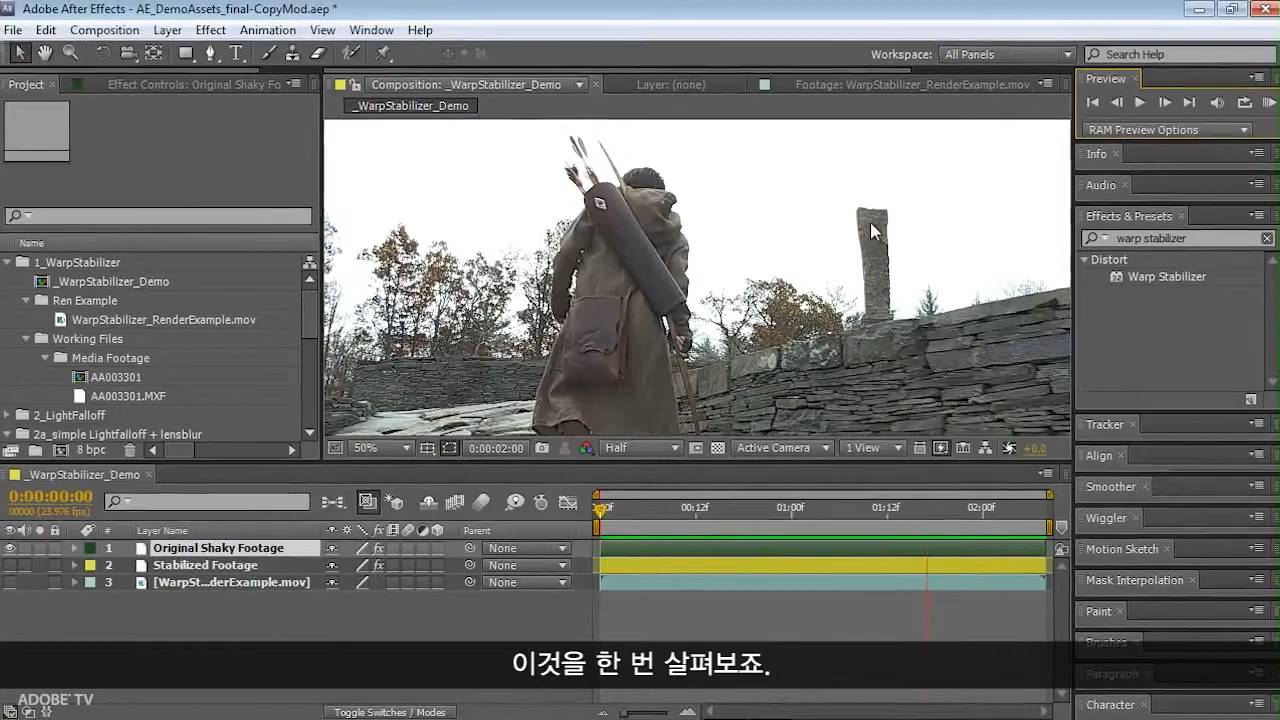 Adobe After Effects - AE_DemoAssets_final-CopyMod.aep *
File Edit Composition Layer Effect Animation View Window Help
Workspace: All Panels Search Help
Project Effect Controls: Original Shaky Fo Composition: _WarpStabilizer_Demo Layer: (none) Footage: WarpStabilizer_RenderExample.mov Preview
_WarpStabilizer_Demo
RAM Preview Options
Info
Audio
Effects & Presets
warp stabilizer
Distort
Warp Stabilizer
Name
1_WarpStabilizer
_WarpStabilizer_Demo
Ren Example
WarpStabilizer_RenderExample.mov
Working Files
Media Footage
AA003301
AA003301.MXF
2_LightFalloff
2a_simple Lightfalloff + lensblur
8 bpc
50% 0:00:02:00 Half Active Camera 1 View +0.0
Tracker
Align
Smoother
Wiggler
Motion Sketch
Mask Interpolation
Paint
Brushes
Paragraph
Character
_WarpStabilizer_Demo
0:00:00:00
00000 (23.976 fps)
00:12f 01:00f 01:12f 02:00f
# Layer Name Parent
1 Original Shaky Footage None
2 Stabilized Footage None
3 [WarpSt...derExample.mov] None
이것을 한 번 살펴보죠.
ADOBE TV
Toggle Switches / Modes